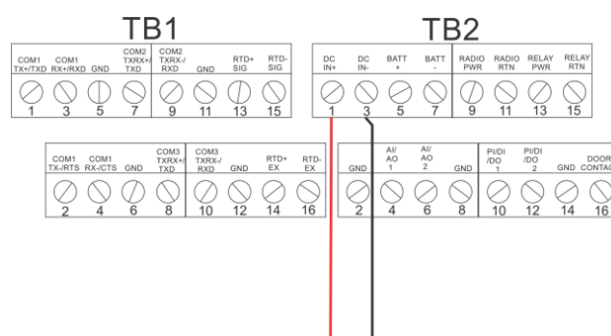 TB1 TB2
COM1 COM1 COM2 COM2 RTD+ RTD- DC DC BATT BATT RADIO RADIO RELAY RELAY
TX+/TXD RX+/RXD GND TXRX+/ TXRX-/ GND SIG SIG IN+ IN- + - PWR RTN PWR RTN
TXD RXD
1 3 5 7 9 11 13 15 1 3 5 7 9 11 13 15
COM1 COM1 COM3 COM3 RTD+ RTD- AI/ AI/ PI/DI PI/DI DOOR
TX-/RTS RX-/CTS GND TXRX+/ TXRX-/ GND EX EX GND AO AO GND /DO /DO GND CONTAC
TXD RXD 1 2 1 2
2 4 6 8 10 12 14 16 2 4 6 8 10 12 14 16